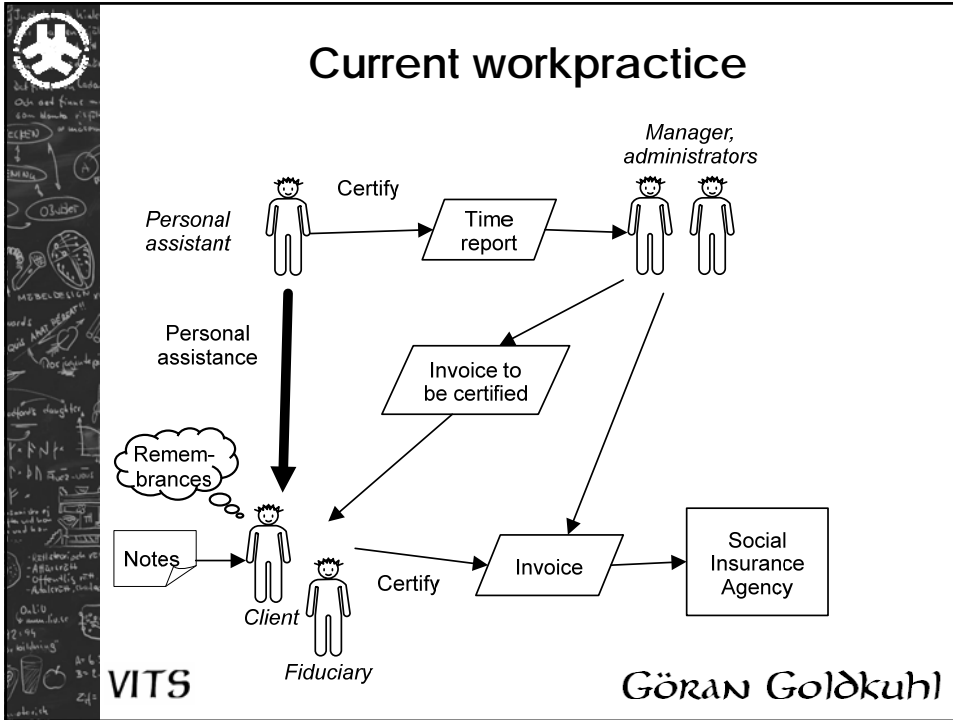 Current workpractice
Manager,
administrators
Certify
Personal
assistant
Time
report
Personal
assistance
Invoice to
be certified
Remem-
brances
Notes
Client
Fiduciary
Certify
Invoice
Social
Insurance
Agency
VITS
Göran Goldkuhl
MÖBELDESIGN